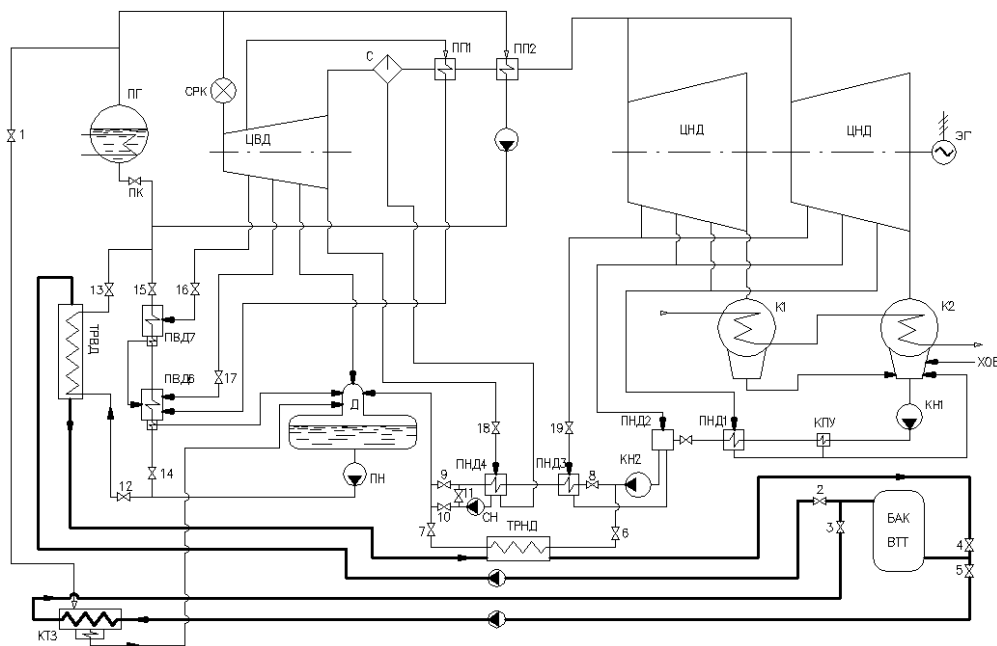 ПП1
ПП2
С
ПГ
СРК
ЦВД
ЦНД
ЦНД
ЭГ
1
ПК
13
15
16
ТРВД
ПВД7
ПВД6
17
К1
К2
ХОВ
Д
18
19
ПНД2
ПНД1
КПУ
КН1
14
12
ПН
9
11
10
ПНД4
СН
ПНД3
8
КН2
7
ТРНД
6
2
3
БАК
ВТТ
4
5
КТЗ